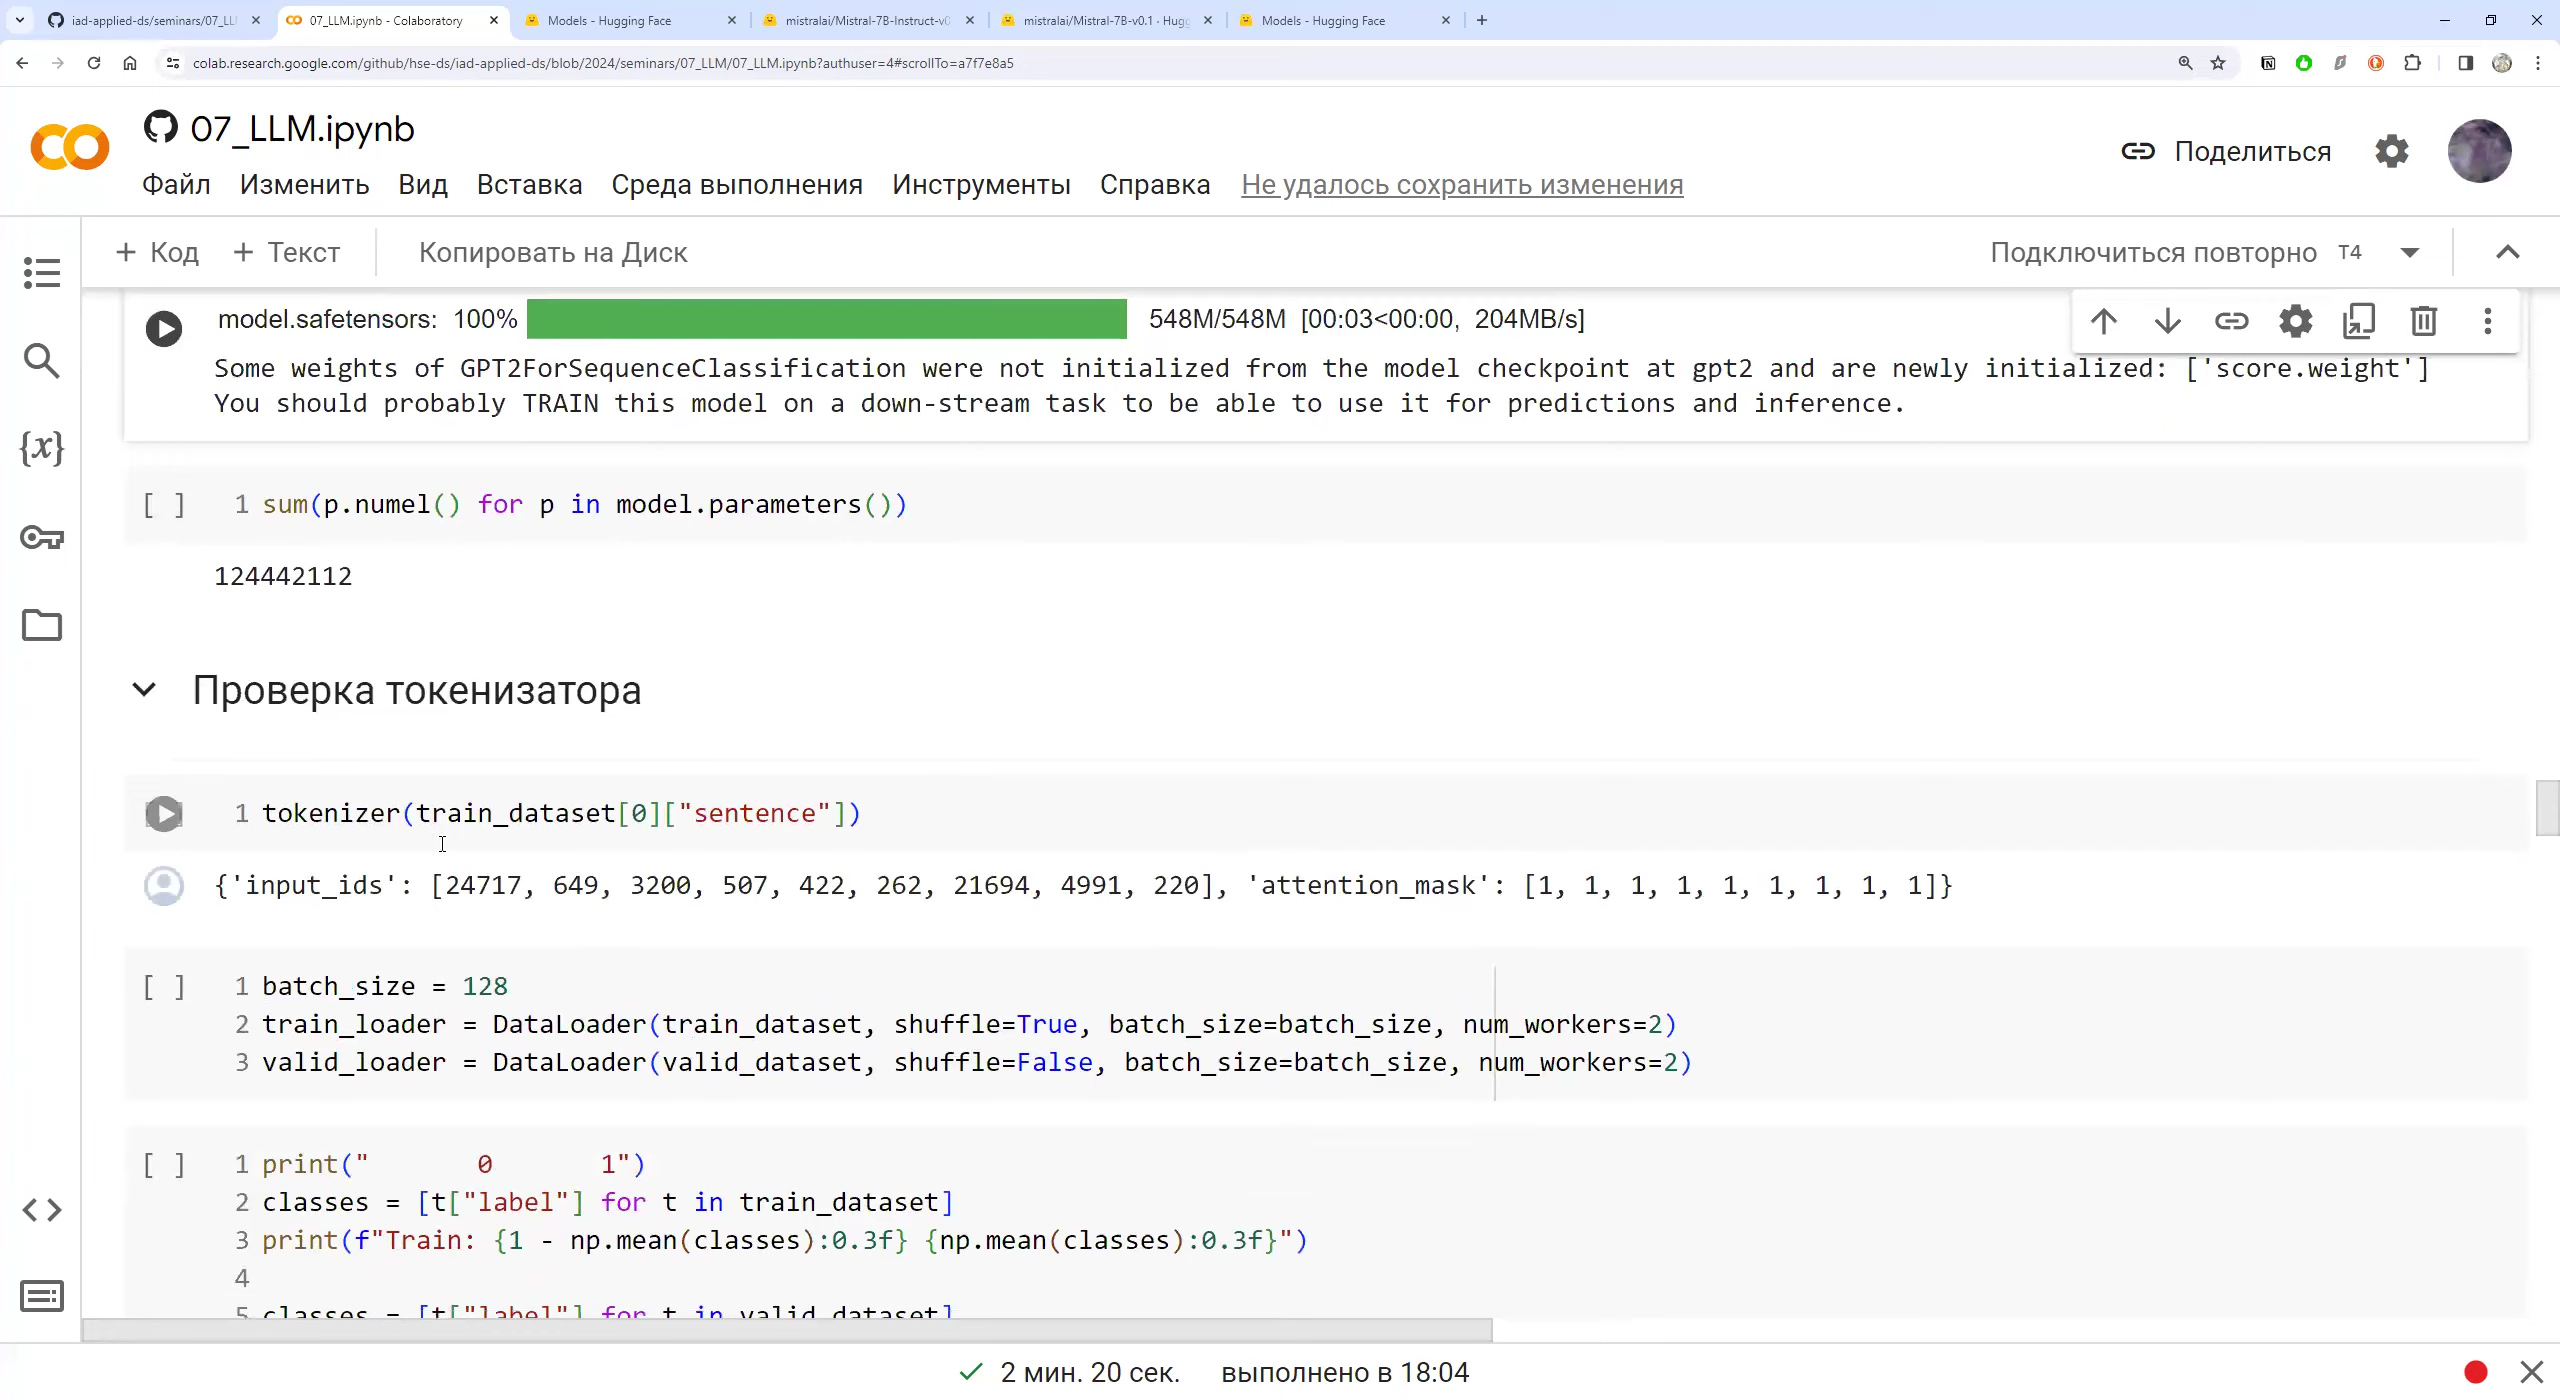 iad-applied-ds/seminars/07_LL
07_LLM.ipynb - Colaboratory
Models - Hugging Face
mistralai/Mistral-7B-Instruct-v0
mistralai/Mistral-7B-v0.1 · Hugg
Models - Hugging Face
colab.research.google.com/github/hse-ds/iad-applied-ds/blob/2024/seminars/07_LLM/07_LLM.ipynb?authuser=4#scrollTo=a7f7e8a5
07_LLM.ipynb
Поделиться
Файл Изменить Вид Вставка Среда выполнения Инструменты Справка Не удалось сохранить изменения
+ Код + Текст Копировать на Диск Подключиться повторно T4
model.safetensors: 100% 548M/548M [00:03<00:00, 204MB/s]
Some weights of GPT2ForSequenceClassification were not initialized from the model checkpoint at gpt2 and are newly initialized: ['score.weight']
You should probably TRAIN this model on a down-stream task to be able to use it for predictions and inference.
{x}
[ ] 1 sum(p.numel() for p in model.parameters())
124442112
Проверка токенизатора
1 tokenizer(train_dataset[0]["sentence"])
{'input_ids': [24717, 649, 3200, 507, 422, 262, 21694, 4991, 220], 'attention_mask': [1, 1, 1, 1, 1, 1, 1, 1, 1]}
[ ] 1 batch_size = 128
2 train_loader = DataLoader(train_dataset, shuffle=True, batch_size=batch_size, num_workers=2)
3 valid_loader = DataLoader(valid_dataset, shuffle=False, batch_size=batch_size, num_workers=2)
[ ] 1 print("       0       1")
2 classes = [t["label"] for t in train_dataset]
3 print(f"Train: {1 - np.mean(classes):0.3f} {np.mean(classes):0.3f}")
4
5 classes = [t["label"] for t in valid_dataset]
2 мин. 20 сек. выполнено в 18:04